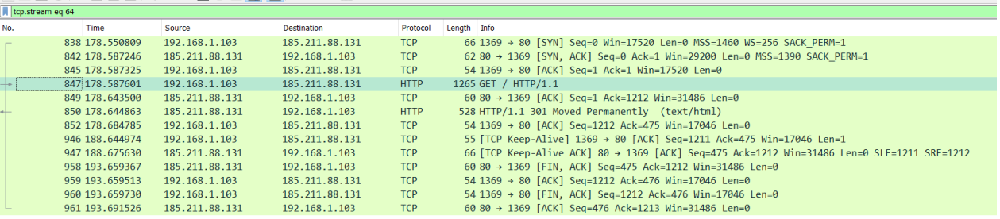 tcp.stream eq 64
No. Time Source Destination Protocol Length Info
838 178.550809 192.168.1.103 185.211.88.131 TCP 66 1369 → 80 [SYN] Seq=0 Win=17520 Len=0 MSS=1460 WS=256 SACK_PERM=1
842 178.587246 185.211.88.131 192.168.1.103 TCP 62 80 → 1369 [SYN, ACK] Seq=0 Ack=1 Win=29200 Len=0 MSS=1390 SACK_PERM=1
845 178.587325 192.168.1.103 185.211.88.131 TCP 54 1369 → 80 [ACK] Seq=1 Ack=1 Win=17520 Len=0
847 178.587601 192.168.1.103 185.211.88.131 HTTP 1265 GET / HTTP/1.1
849 178.643500 185.211.88.131 192.168.1.103 TCP 60 80 → 1369 [ACK] Seq=1 Ack=1212 Win=31486 Len=0
850 178.644863 185.211.88.131 192.168.1.103 HTTP 528 HTTP/1.1 301 Moved Permanently (text/html)
852 178.684785 192.168.1.103 185.211.88.131 TCP 54 1369 → 80 [ACK] Seq=1212 Ack=475 Win=17046 Len=0
946 188.644974 192.168.1.103 185.211.88.131 TCP 55 [TCP Keep-Alive] 1369 → 80 [ACK] Seq=1211 Ack=475 Win=17046 Len=1
947 188.675630 185.211.88.131 192.168.1.103 TCP 66 [TCP Keep-Alive ACK] 80 → 1369 [ACK] Seq=475 Ack=1212 Win=31486 Len=0 SLE=1211 SRE=1212
958 193.659367 185.211.88.131 192.168.1.103 TCP 60 80 → 1369 [FIN, ACK] Seq=475 Ack=1212 Win=31486 Len=0
959 193.659513 192.168.1.103 185.211.88.131 TCP 54 1369 → 80 [ACK] Seq=1212 Ack=476 Win=17046 Len=0
960 193.659730 192.168.1.103 185.211.88.131 TCP 54 1369 → 80 [FIN, ACK] Seq=1212 Ack=476 Win=17046 Len=0
961 193.691526 185.211.88.131 192.168.1.103 TCP 60 80 → 1369 [ACK] Seq=476 Ack=1213 Win=31486 Len=0